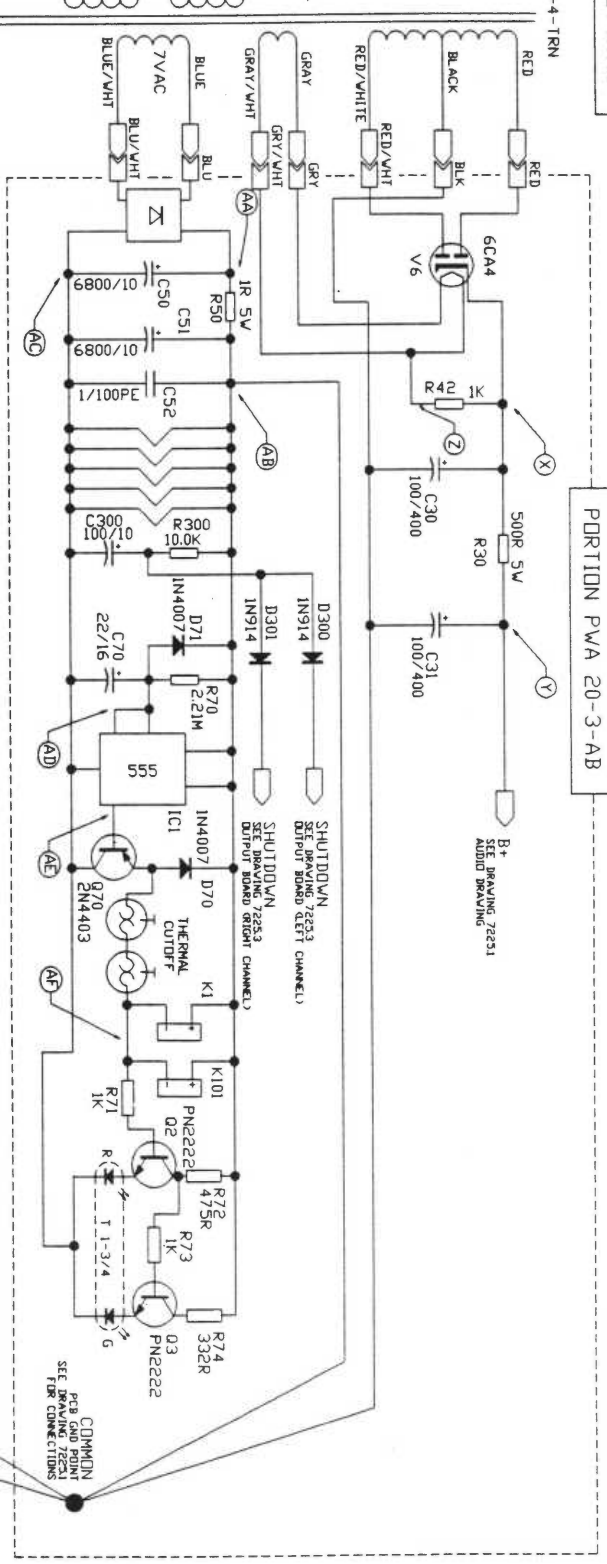 -4-TRN
PORTION PWA 20-3-AB
RED
BLACK
RED/WHITE
GRAY
GRAY/WHT
BLUE
7VAC
BLUE/WHT
RED
BLK
RED/WHT
GRY
GRY/WHT
BLU
BLU/WHT
6CA4
V6
R42 1K
X
Z
C30
100/400
500R 5W
R30
C31
100/400
Y
B+
SEE DRAWING 7225.1
AUDIO DRAWING
AA
1R 5W
R50
C50
6800/10
AC
C51
6800/10
C52
1/100PE
AB
C300
100/10
R300
10.0K
D301
1N914
D300
1N914
SHUTDOWN
SEE DRAWING 7225.3
OUTPUT BOARD (LEFT CHANNEL)
SHUTDOWN
SEE DRAWING 7225.3
OUTPUT BOARD (RIGHT CHANNEL)
D71
1N4007
C70
22/16
R70
2.21M
AD
555
IC1
AE
1N4007
D70
Q70
2N4403
THERMAL
CUTOFF
AF
K1
K101
R71
1K
PN2222
Q2
R72
475R
R73
1K
R
T 1-3/4
G
R74
332R
Q3
PN2222
COMMON
PCB GND POINT
SEE DRAWING 7225.1
FOR CONNECTIONS